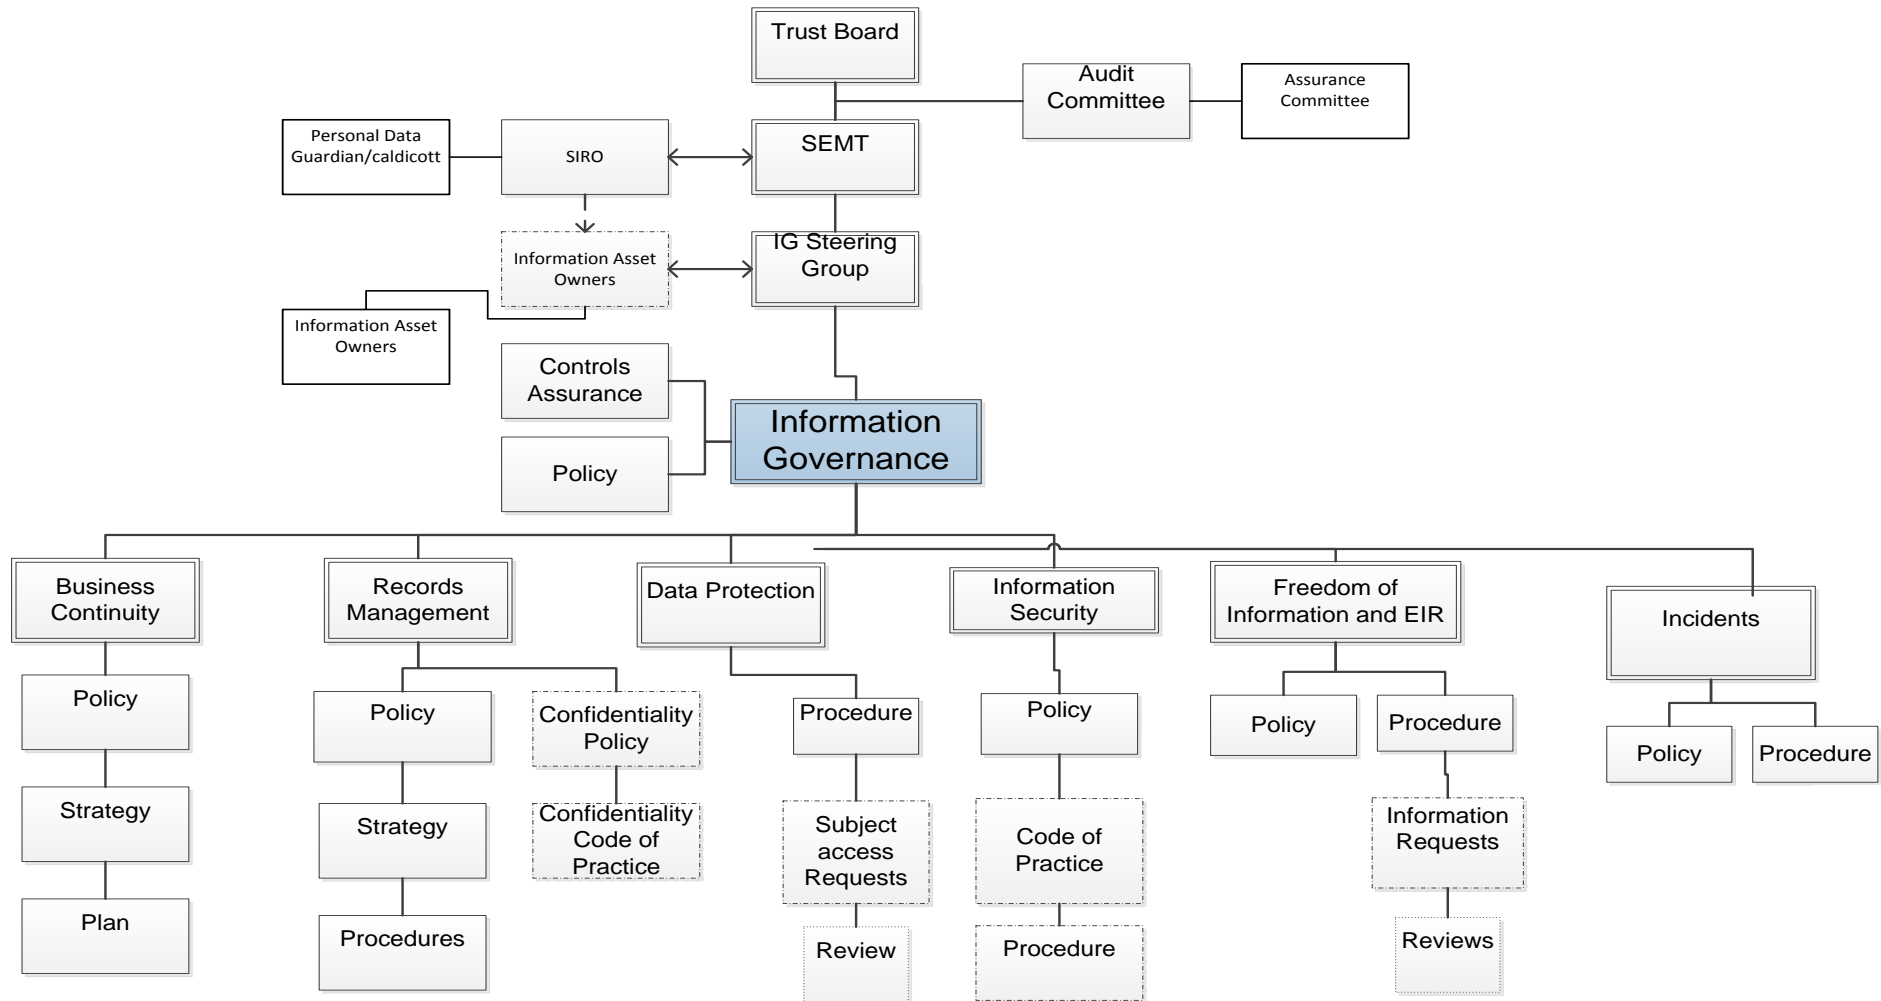 Trust Board
Audit
Committee
Assurance
Committee
Personal Data
Guardian/caldicott
SIRO
SEMT
Information Asset
Owners
IG Steering
Group
Information Asset
Owners
Controls
Assurance
Policy
Information
Governance
Business
Continuity
Records
Management
Data Protection
Information
Security
Freedom of
Information and EIR
Incidents
Policy
Strategy
Plan
Policy
Strategy
Procedures
Confidentiality
Policy
Confidentiality
Code of
Practice
Procedure
Subject
access
Requests
Review
Policy
Code of
Practice
Procedure
Policy
Procedure
Information
Requests
Reviews
Policy
Procedure